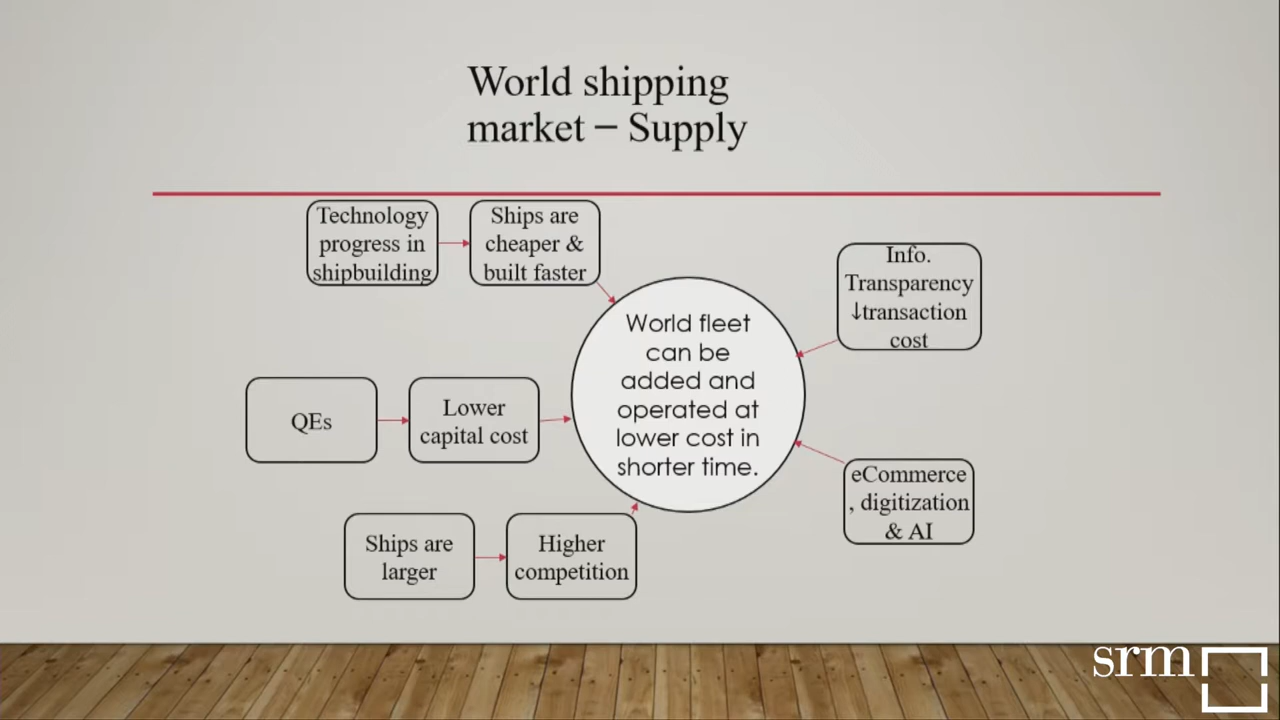 World shipping
market – Supply
Technology
progress in
shipbuilding
Ships are
cheaper &
built faster
Info.
Transparency
↓transaction
cost
World fleet
can be
added and
operated at
lower cost in
shorter time.
QEs
Lower
capital cost
eCommerce
, digitization
& AI
Ships are
larger
Higher
competition
srm